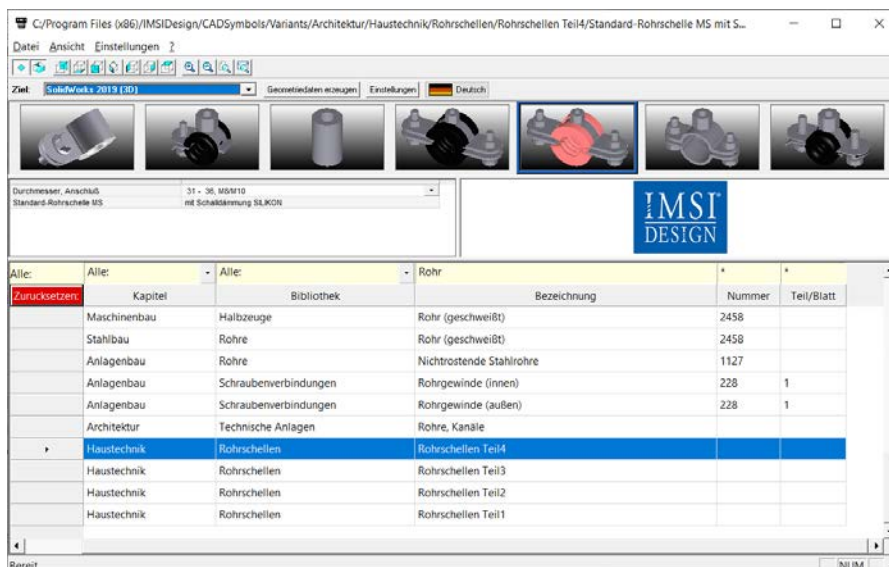 C:/Program Files (x86)/IMSIDesign/CADSymbols/Variants/Architektur/Haustechnik/Rohrschellen/Rohrschellen Teil4/Standard-Rohrschelle MS mit S...
Datei Ansicht Einstellungen ?
Ziel: SolidWorks 2019 (3D) Geometriedaten erzeugen Einstellungen Deutsch
Durchmesser, Anschluß 31 - 36, M8/M10
Standard-Rohrschelle MS mit Schalldämmung SILIKON
IMSI®
DESIGN
Alle: Alle: Alle: Rohr * *
Zurucksetzen: Kapitel Bibliothek Bezeichnung Nummer Teil/Blatt
Maschinenbau Halbzeuge Rohr (geschweißt) 2458
Stahlbau Rohre Rohr (geschweißt) 2458
Anlagenbau Rohre Nichtrostende Stahlrohre 1127
Anlagenbau Schraubenverbindungen Rohrgewinde (innen) 228 1
Anlagenbau Schraubenverbindungen Rohrgewinde (außen) 228 1
Architektur Technische Anlagen Rohre, Kanäle
Haustechnik Rohrschellen Rohrschellen Teil4
Haustechnik Rohrschellen Rohrschellen Teil3
Haustechnik Rohrschellen Rohrschellen Teil2
Haustechnik Rohrschellen Rohrschellen Teil1
Bereit NUM